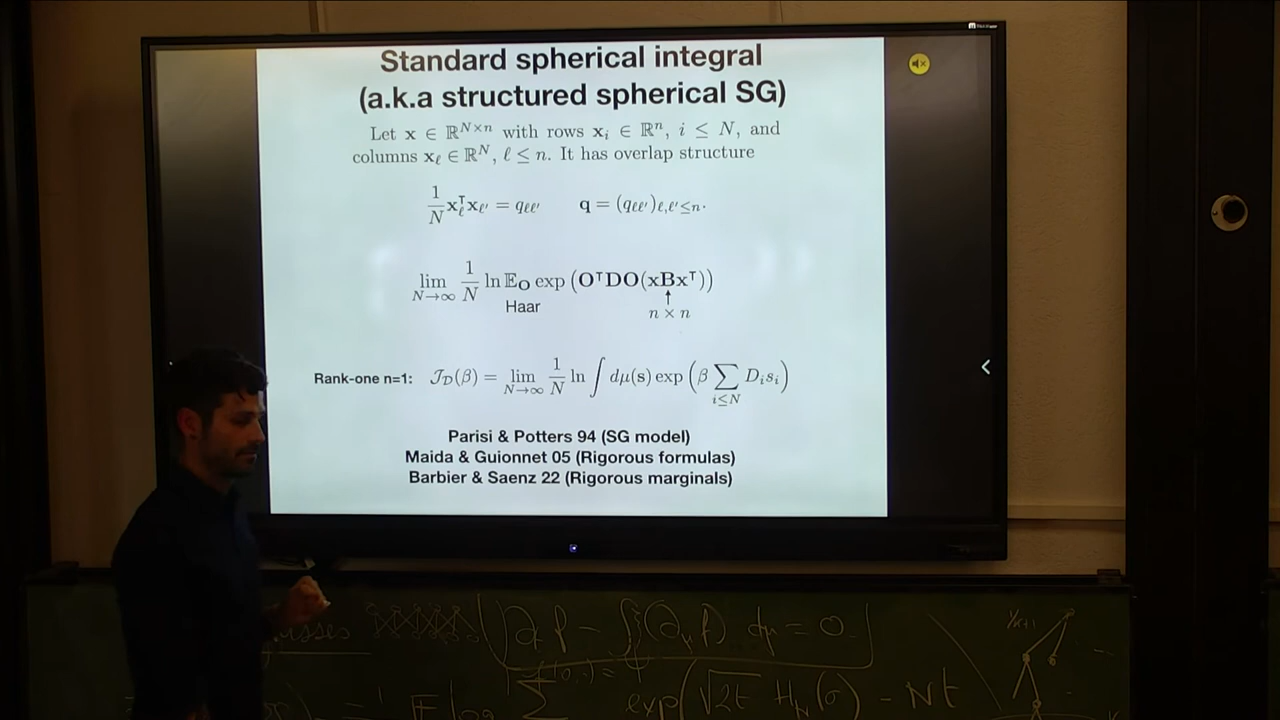 Standard spherical integral
(a.k.a structured spherical SG)
Let x ∈ ℝ^{N×n} with rows x_i ∈ ℝ^n, i ≤ N, and
columns x_ℓ ∈ ℝ^N, ℓ ≤ n. It has overlap structure
1/N x_ℓ^⊺ x_ℓ' = q_ℓℓ'    q = (q_ℓℓ')_{ℓ,ℓ'≤n}.
lim_{N→∞} 1/N ln 𝔼_O exp (O^⊺DO(xBx^⊺))
Haar ↑
n × n
Rank-one n=1: 𝒥_D(β) = lim_{N→∞} 1/N ln ∫ dμ(s) exp (β ∑_{i≤N} D_i s_i)
Parisi & Potters 94 (SG model)
Maida & Guionnet 05 (Rigorous formulas)
Barbier & Saenz 22 (Rigorous marginals)
exp(√2t H_N(σ) - Nt